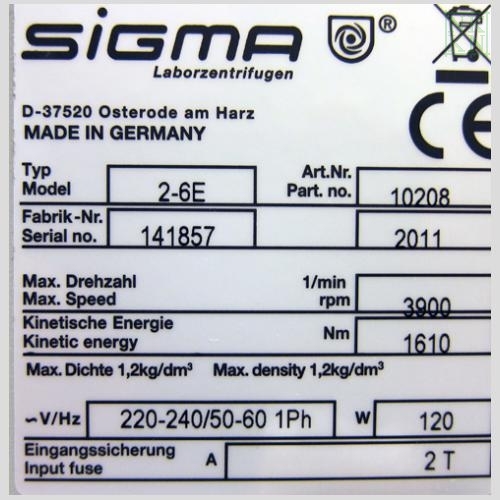 SiGMA ®
Laborzentrifugen
D-37520 Osterode am Harz
MADE IN GERMANY
CE
Typ
Model 2-6E
Art.Nr.
Part. no. 10208
Fabrik-Nr.
Serial no. 141857 2011
Max. Drehzahl 1/min
Max. Speed rpm 3900
Kinetische Energie
Kinetic energy Nm 1610
Max. Dichte 1,2kg/dm³ Max. density 1,2kg/dm³
~V/Hz 220-240/50-60 1Ph W 120
Eingangssicherung
Input fuse A 2 T